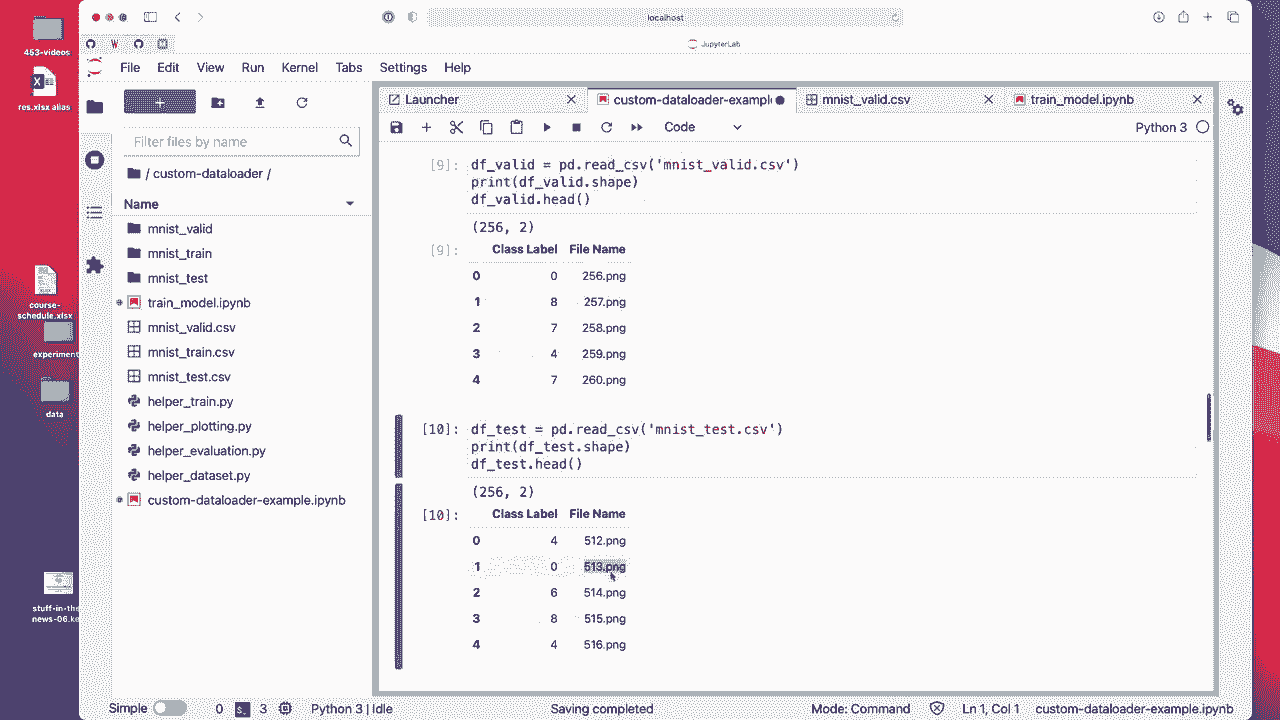 localhost
JupyterLab
453-videos
res.xlsx alias
course-
schedule.xlsx
experiment
data
stuff-in-the
news-06.ke
File Edit View Run Kernel Tabs Settings Help
Filter files by name
/ custom-dataloader /
Name
mnist_valid
mnist_train
mnist_test
train_model.ipynb
mnist_valid.csv
mnist_train.csv
mnist_test.csv
helper_train.py
helper_plotting.py
helper_evaluation.py
helper_dataset.py
custom-dataloader-example.ipynb
Launcher
custom-dataloader-example
mnist_valid.csv
train_model.ipynb
Code
Python 3
[9]: df_valid = pd.read_csv('mnist_valid.csv')
print(df_valid.shape)
df_valid.head()
(256, 2)
[9]: Class Label File Name
0 0 256.png
1 8 257.png
2 7 258.png
3 4 259.png
4 7 260.png
[10]: df_test = pd.read_csv('mnist_test.csv')
print(df_test.shape)
df_test.head()
(256, 2)
[10]: Class Label File Name
0 4 512.png
1 0 513.png
2 6 514.png
3 8 515.png
4 4 516.png
Simple 0 $_ 3 Python 3 | Idle Saving completed Mode: Command Ln 1, Col 1 custom-dataloader-example.ipynb